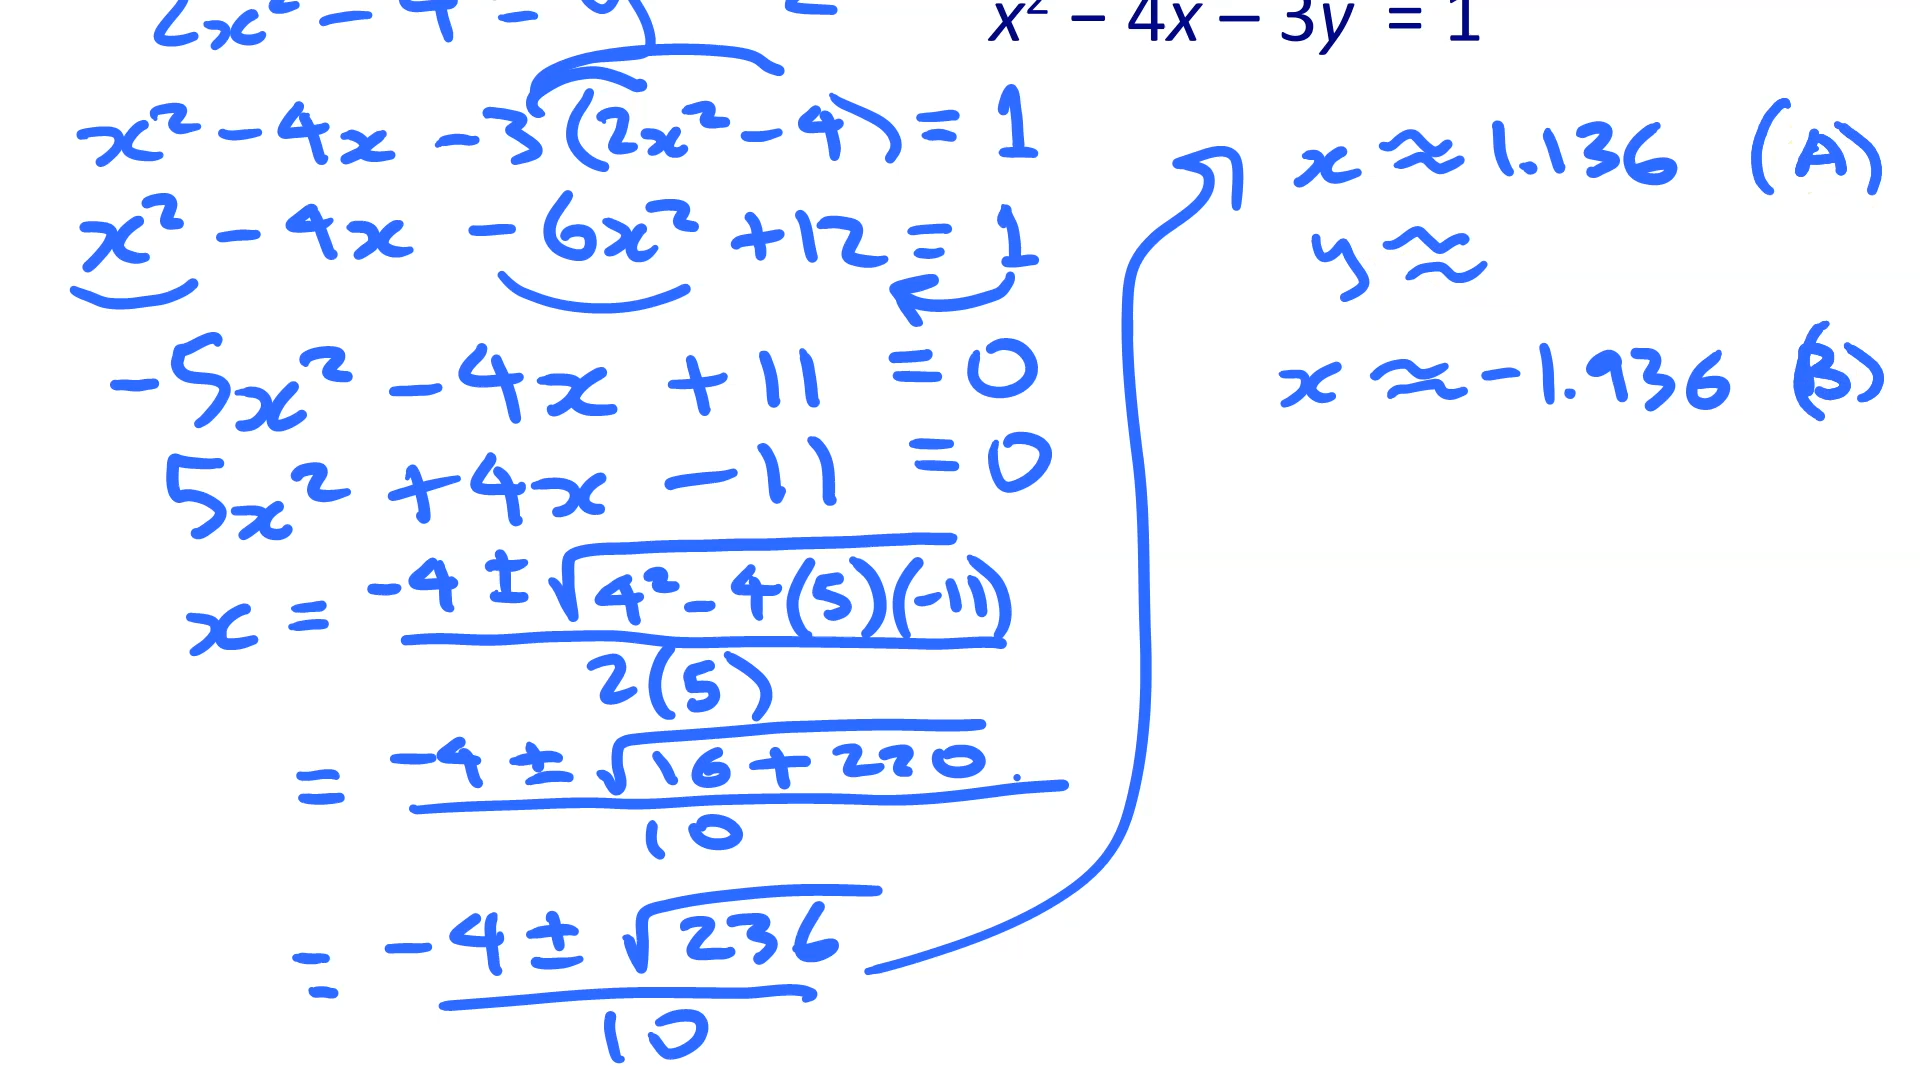 x² − 4x − 3y = 1
x² − 4x − 3(2x² − 4) = 1
x² − 4x − 6x² + 12 = 1
−5x² − 4x + 11 = 0
5x² + 4x − 11 = 0
x = (−4 ± √(4² − 4(5)(−11))) / 2(5)
= (−4 ± √(16 + 220)) / 10
= (−4 ± √236) / 10
x ≈ 1.136 (A)
y ≈
x ≈ −1.936 (B)